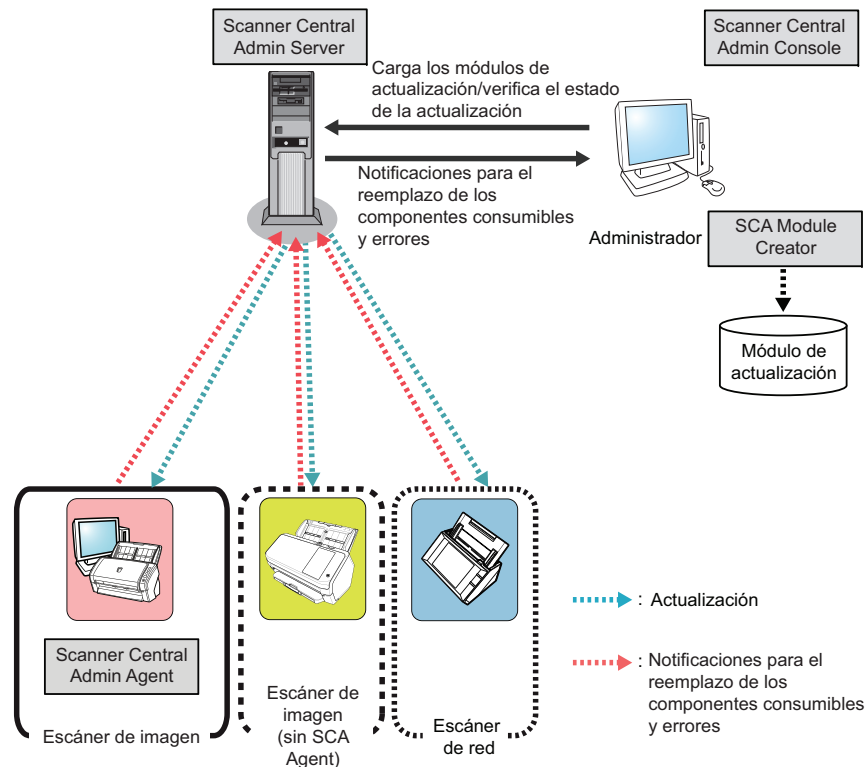 Scanner Central
Admin Server
Scanner Central
Admin Console
Carga los módulos de
actualización/verifica el estado
de la actualización
Notificaciones para el
reemplazo de los
componentes consumibles
y errores
Administrador
SCA Module
Creator
Módulo de
actualización
Scanner Central
Admin Agent
Escáner de imagen
Escáner de
imagen
(sin SCA
Agent)
Escáner
de red
: Actualización
: Notificaciones para el
reemplazo de los
componentes consumibles
y errores